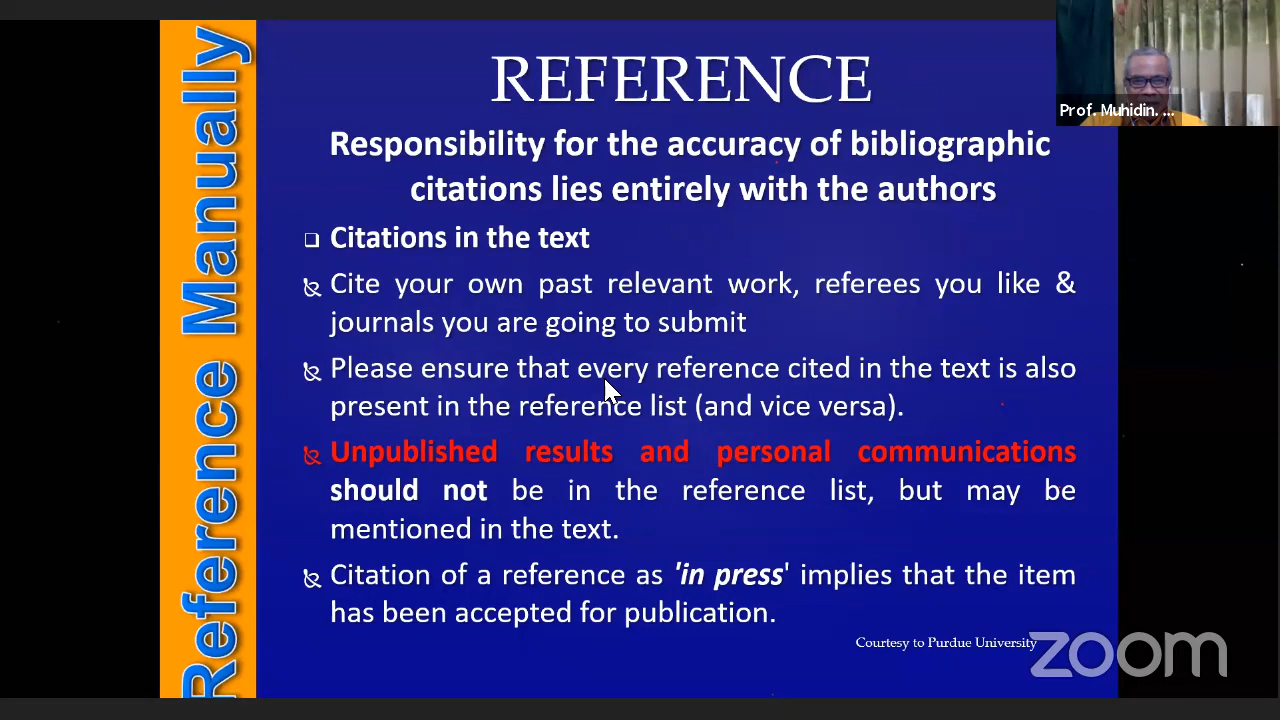 REFERENCE
Prof. Muhidin. ...
Reference Manually
Responsibility for the accuracy of bibliographic
citations lies entirely with the authors
Citations in the text
Cite your own past relevant work, referees you like &
journals you are going to submit
Please ensure that every reference cited in the text is also
present in the reference list (and vice versa).
Unpublished results and personal communications
should not be in the reference list, but may be
mentioned in the text.
Citation of a reference as 'in press' implies that the item
has been accepted for publication.
Courtesy to Purdue University
zoom